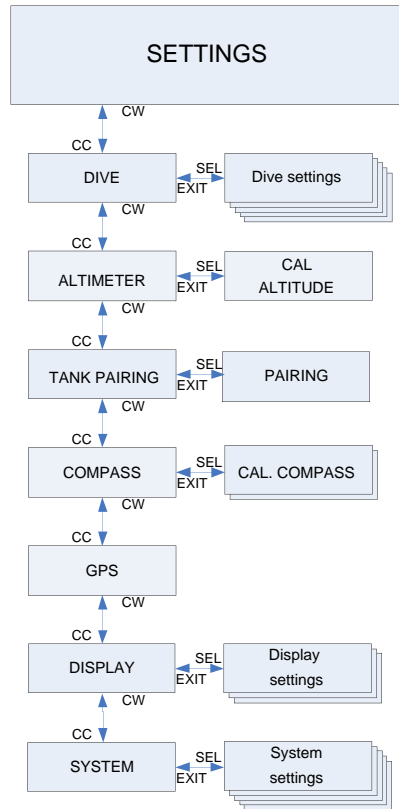 SETTINGS
CW
CC
DIVE
SEL
EXIT
Dive settings
CW
CC
ALTIMETER
SEL
EXIT
CAL
ALTITUDE
CW
CC
TANK PAIRING
SEL
EXIT
PAIRING
CW
CC
COMPASS
SEL
EXIT
CAL. COMPASS
CW
CC
GPS
CW
CC
DISPLAY
SEL
EXIT
Display
settings
CW
CC
SYSTEM
SEL
EXIT
System
settings